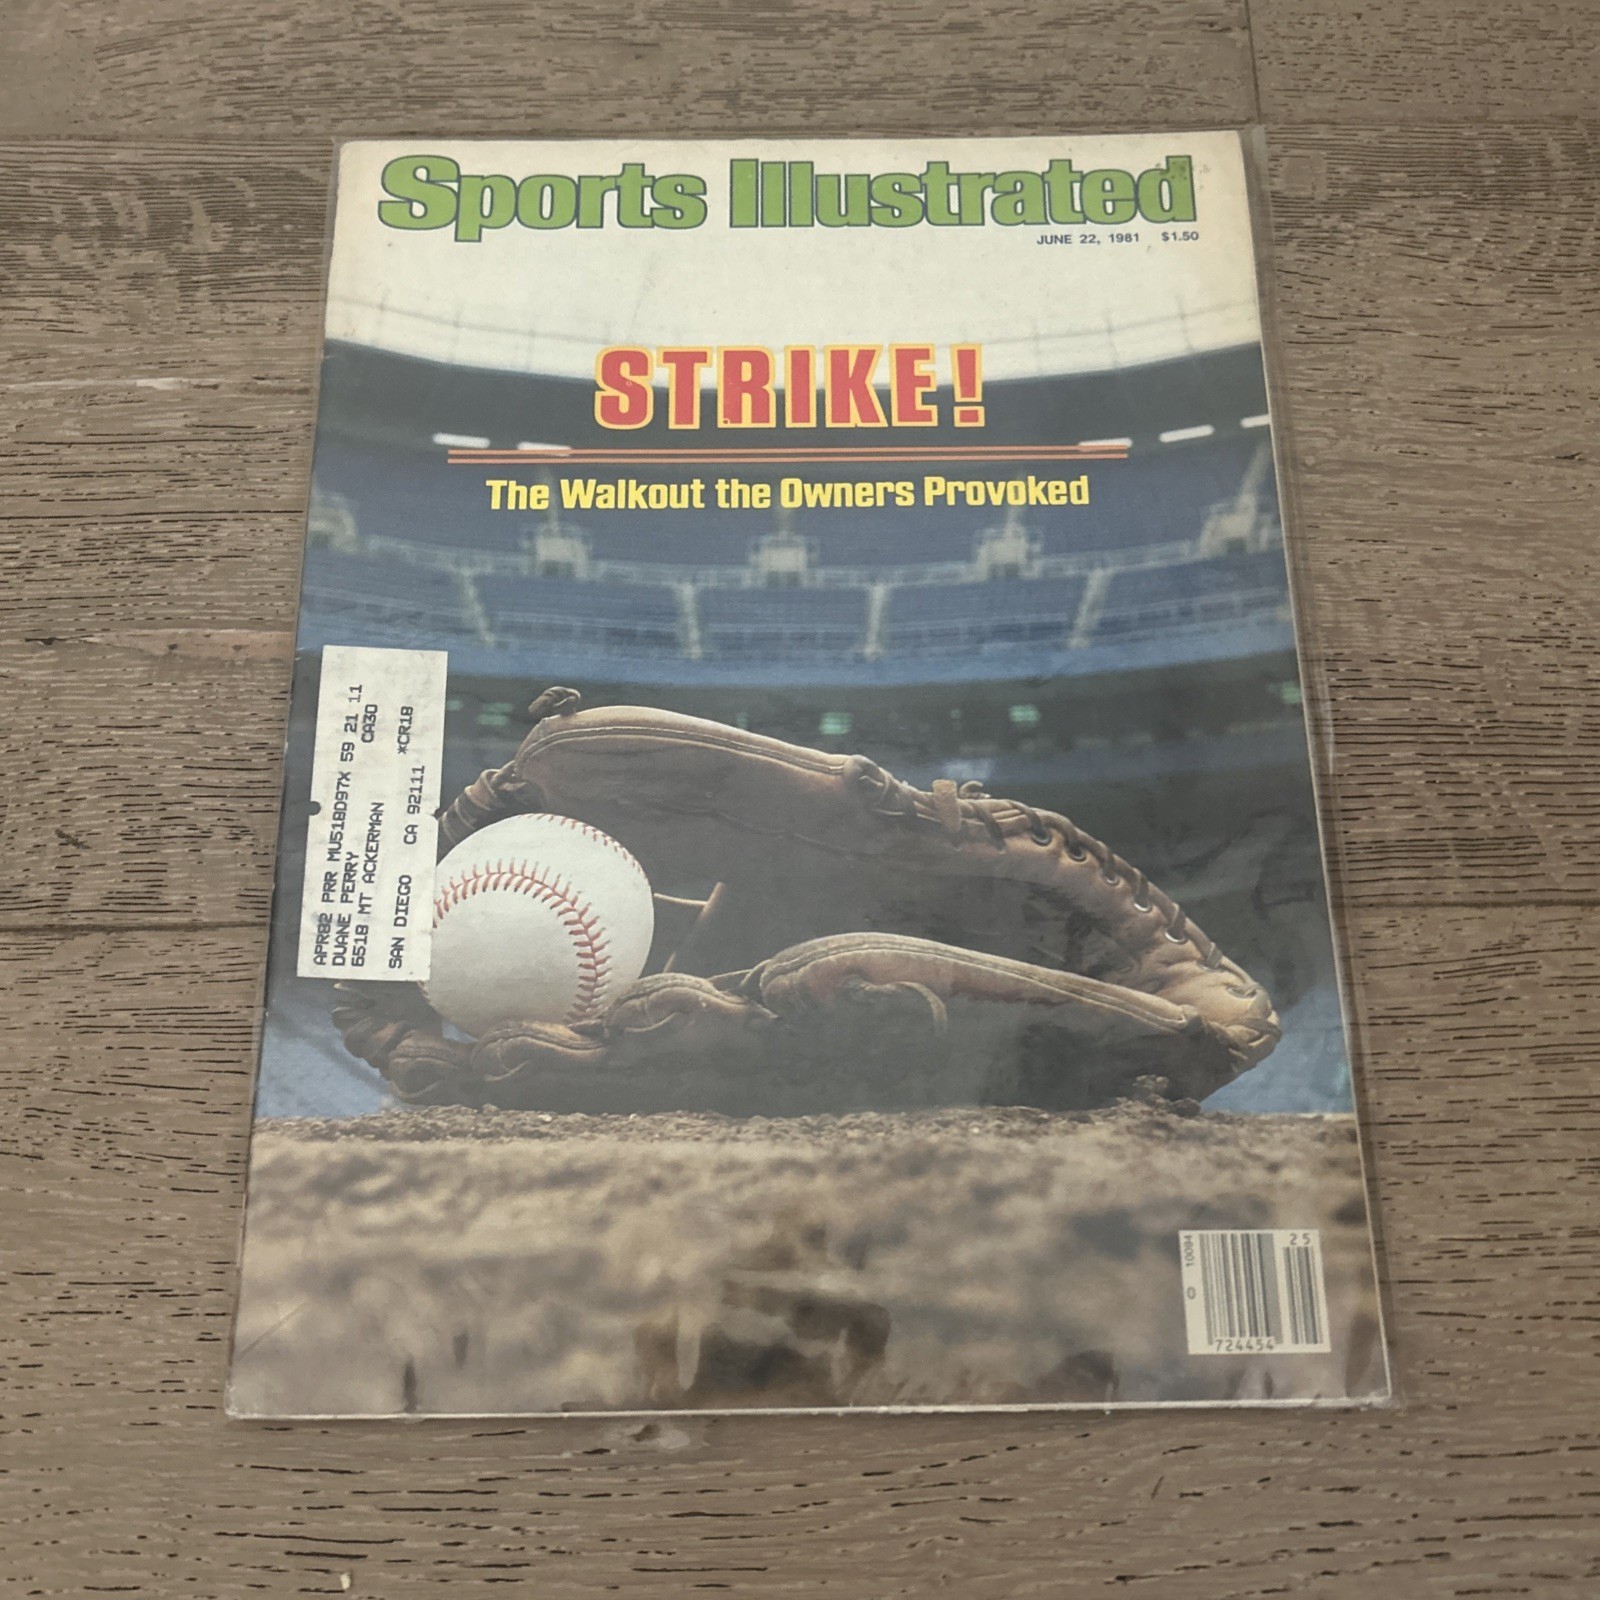 Sports Illustrated
JUNE 22, 1981 $1.50
STRIKE!
The Walkout the Owners Provoked
APR82 PRR MU518D97X 59 21 11
DUANE PERRY CA30
6518 MT ACKERMAN
SAN DIEGO CA 92111 *CR18
25
0 10094
724454